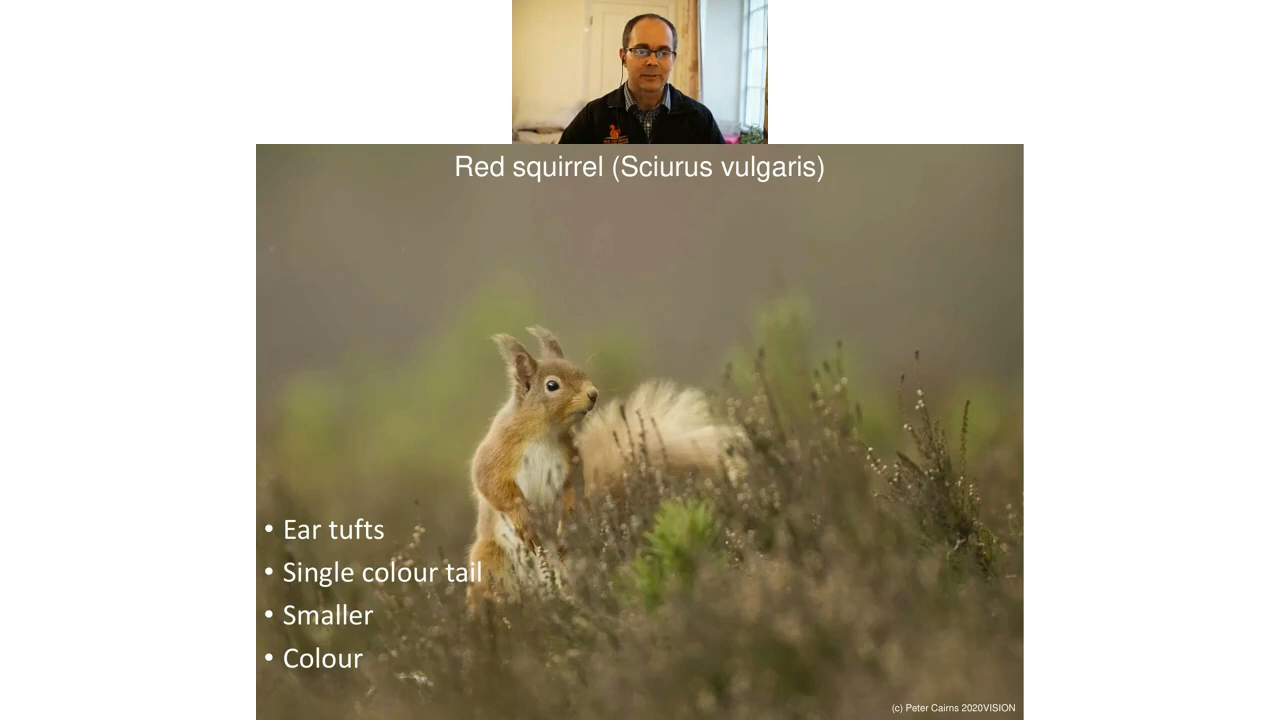 Red squirrel (Sciurus vulgaris)
• Ear tufts
• Single colour tail
• Smaller
• Colour
(c) Peter Cairns 2020VISION